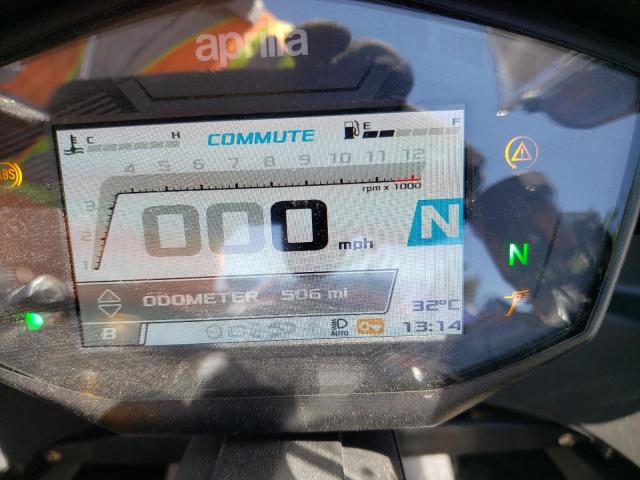 aprilia
C H COMMUTE E F
4 5 6 7 8 9 10 11 12
3
rpm x 1000
2
000 mph N
1
ABS
N
ODOMETER 506 mi
32°C
B AUTO 13:14